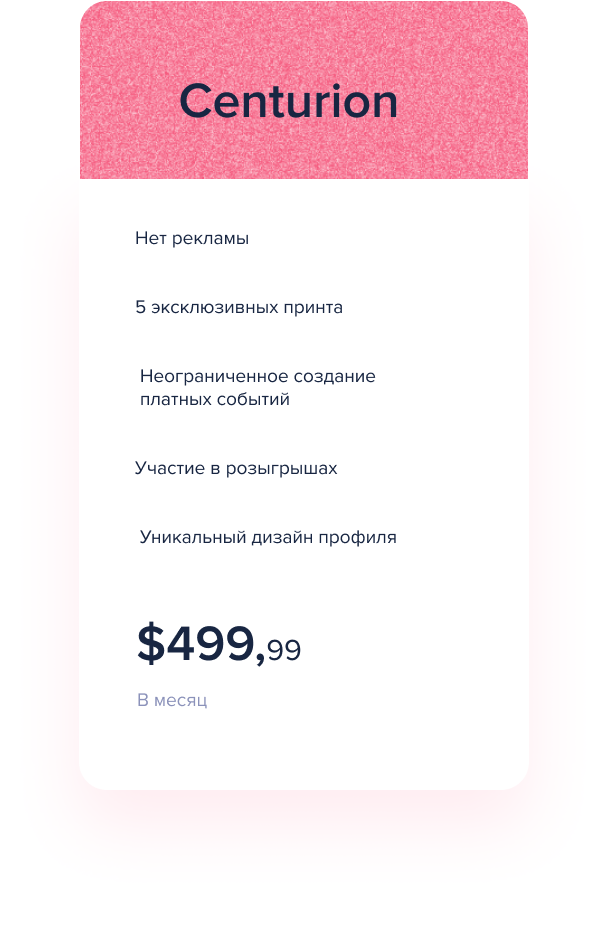 Centurion
Нет рекламы
5 эксклюзивных принта
Неограниченное создание
платных событий
Участие в розыгрышах
Уникальный дизайн профиля
$499,99
В месяц